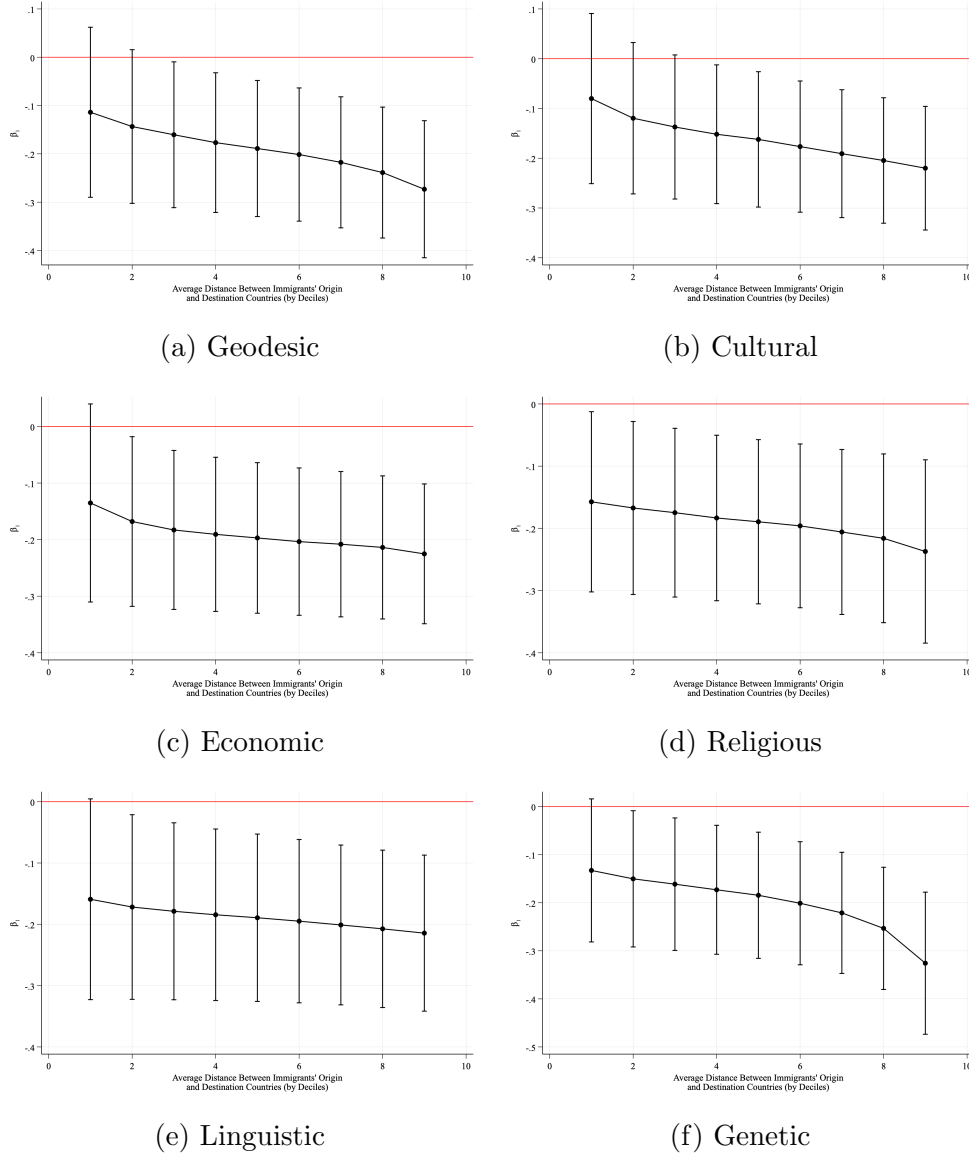 .1
0
-.1
-.2
-.3
-.4
β₁
0 2 4 6 8 10
Average Distance Between Immigrants' Origin
and Destination Countries (by Deciles)
(a) Geodesic
.1
0
-.1
-.2
-.3
-.4
β₁
0 2 4 6 8 10
Average Distance Between Immigrants' Origin
and Destination Countries (by Deciles)
(b) Cultural
0
-.1
-.2
-.3
-.4
β₁
0 2 4 6 8 10
Average Distance Between Immigrants' Origin
and Destination Countries (by Deciles)
(c) Economic
0
-.1
-.2
-.3
-.4
β₁
0 2 4 6 8 10
Average Distance Between Immigrants' Origin
and Destination Countries (by Deciles)
(d) Religious
0
-.1
-.2
-.3
-.4
β₁
0 2 4 6 8 10
Average Distance Between Immigrants' Origin
and Destination Countries (by Deciles)
(e) Linguistic
0
-.1
-.2
-.3
-.4
-.5
β₁
0 2 4 6 8 10
Average Distance Between Immigrants' Origin
and Destination Countries (by Deciles)
(f) Genetic